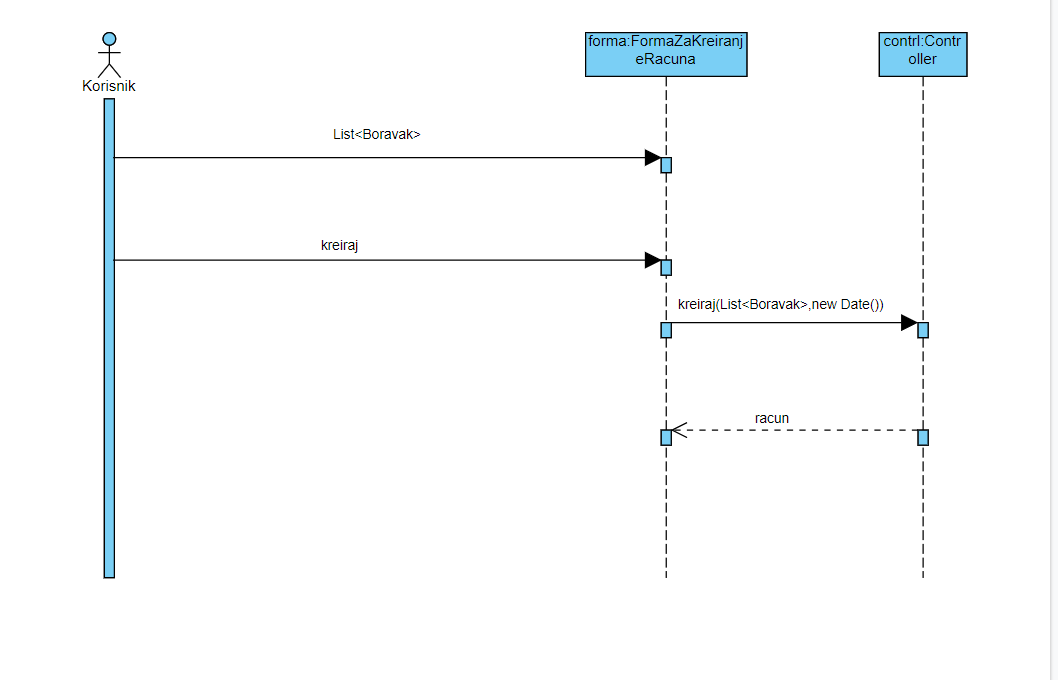 Korisnik
forma:FormaZaKreiranj
eRacuna
contrl:Contr
oller
List<Boravak>
kreiraj
kreiraj(List<Boravak>,new Date())
racun